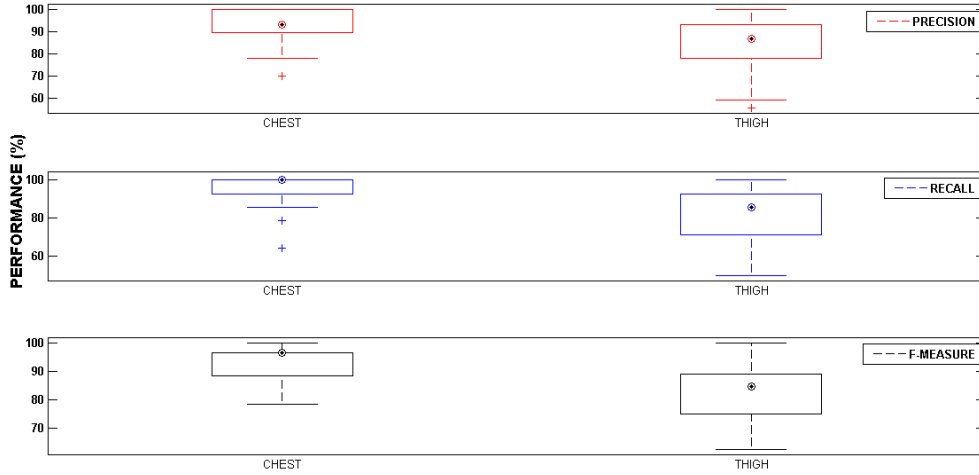 PERFORMANCE (%)
100
90
80
70
60
PRECISION
CHEST THIGH
100
80
60
RECALL
CHEST THIGH
100
90
80
70
F-MEASURE
CHEST THIGH